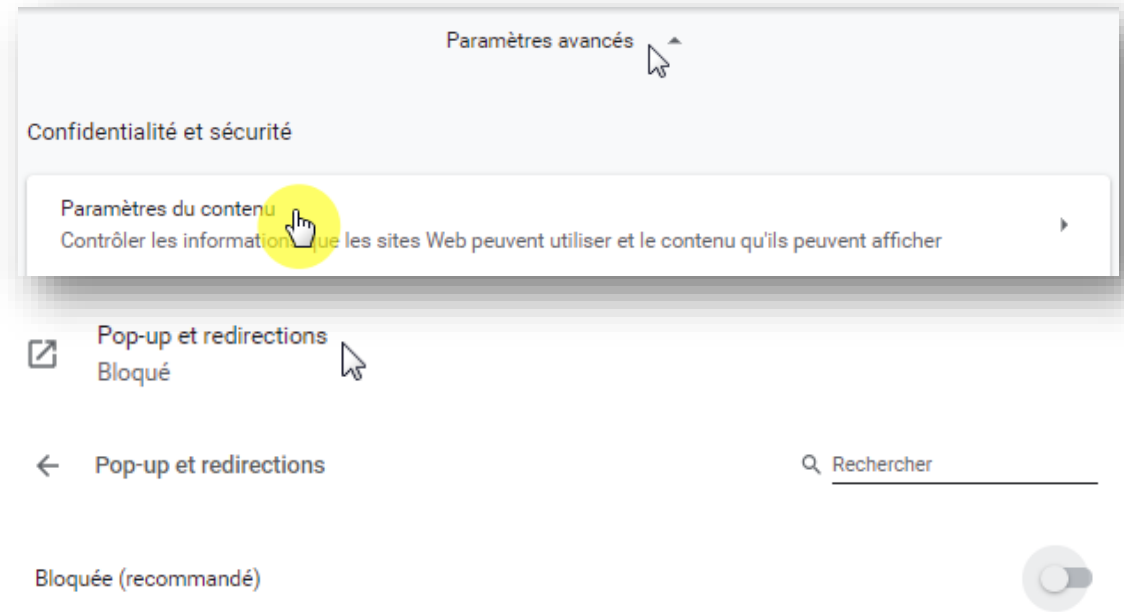 Paramètres avancés
Confidentialité et sécurité
Paramètres du contenu
Contrôler les informations que les sites Web peuvent utiliser et le contenu qu'ils peuvent afficher
Pop-up et redirections
Bloqué
Pop-up et redirections
Rechercher
Bloquée (recommandé)